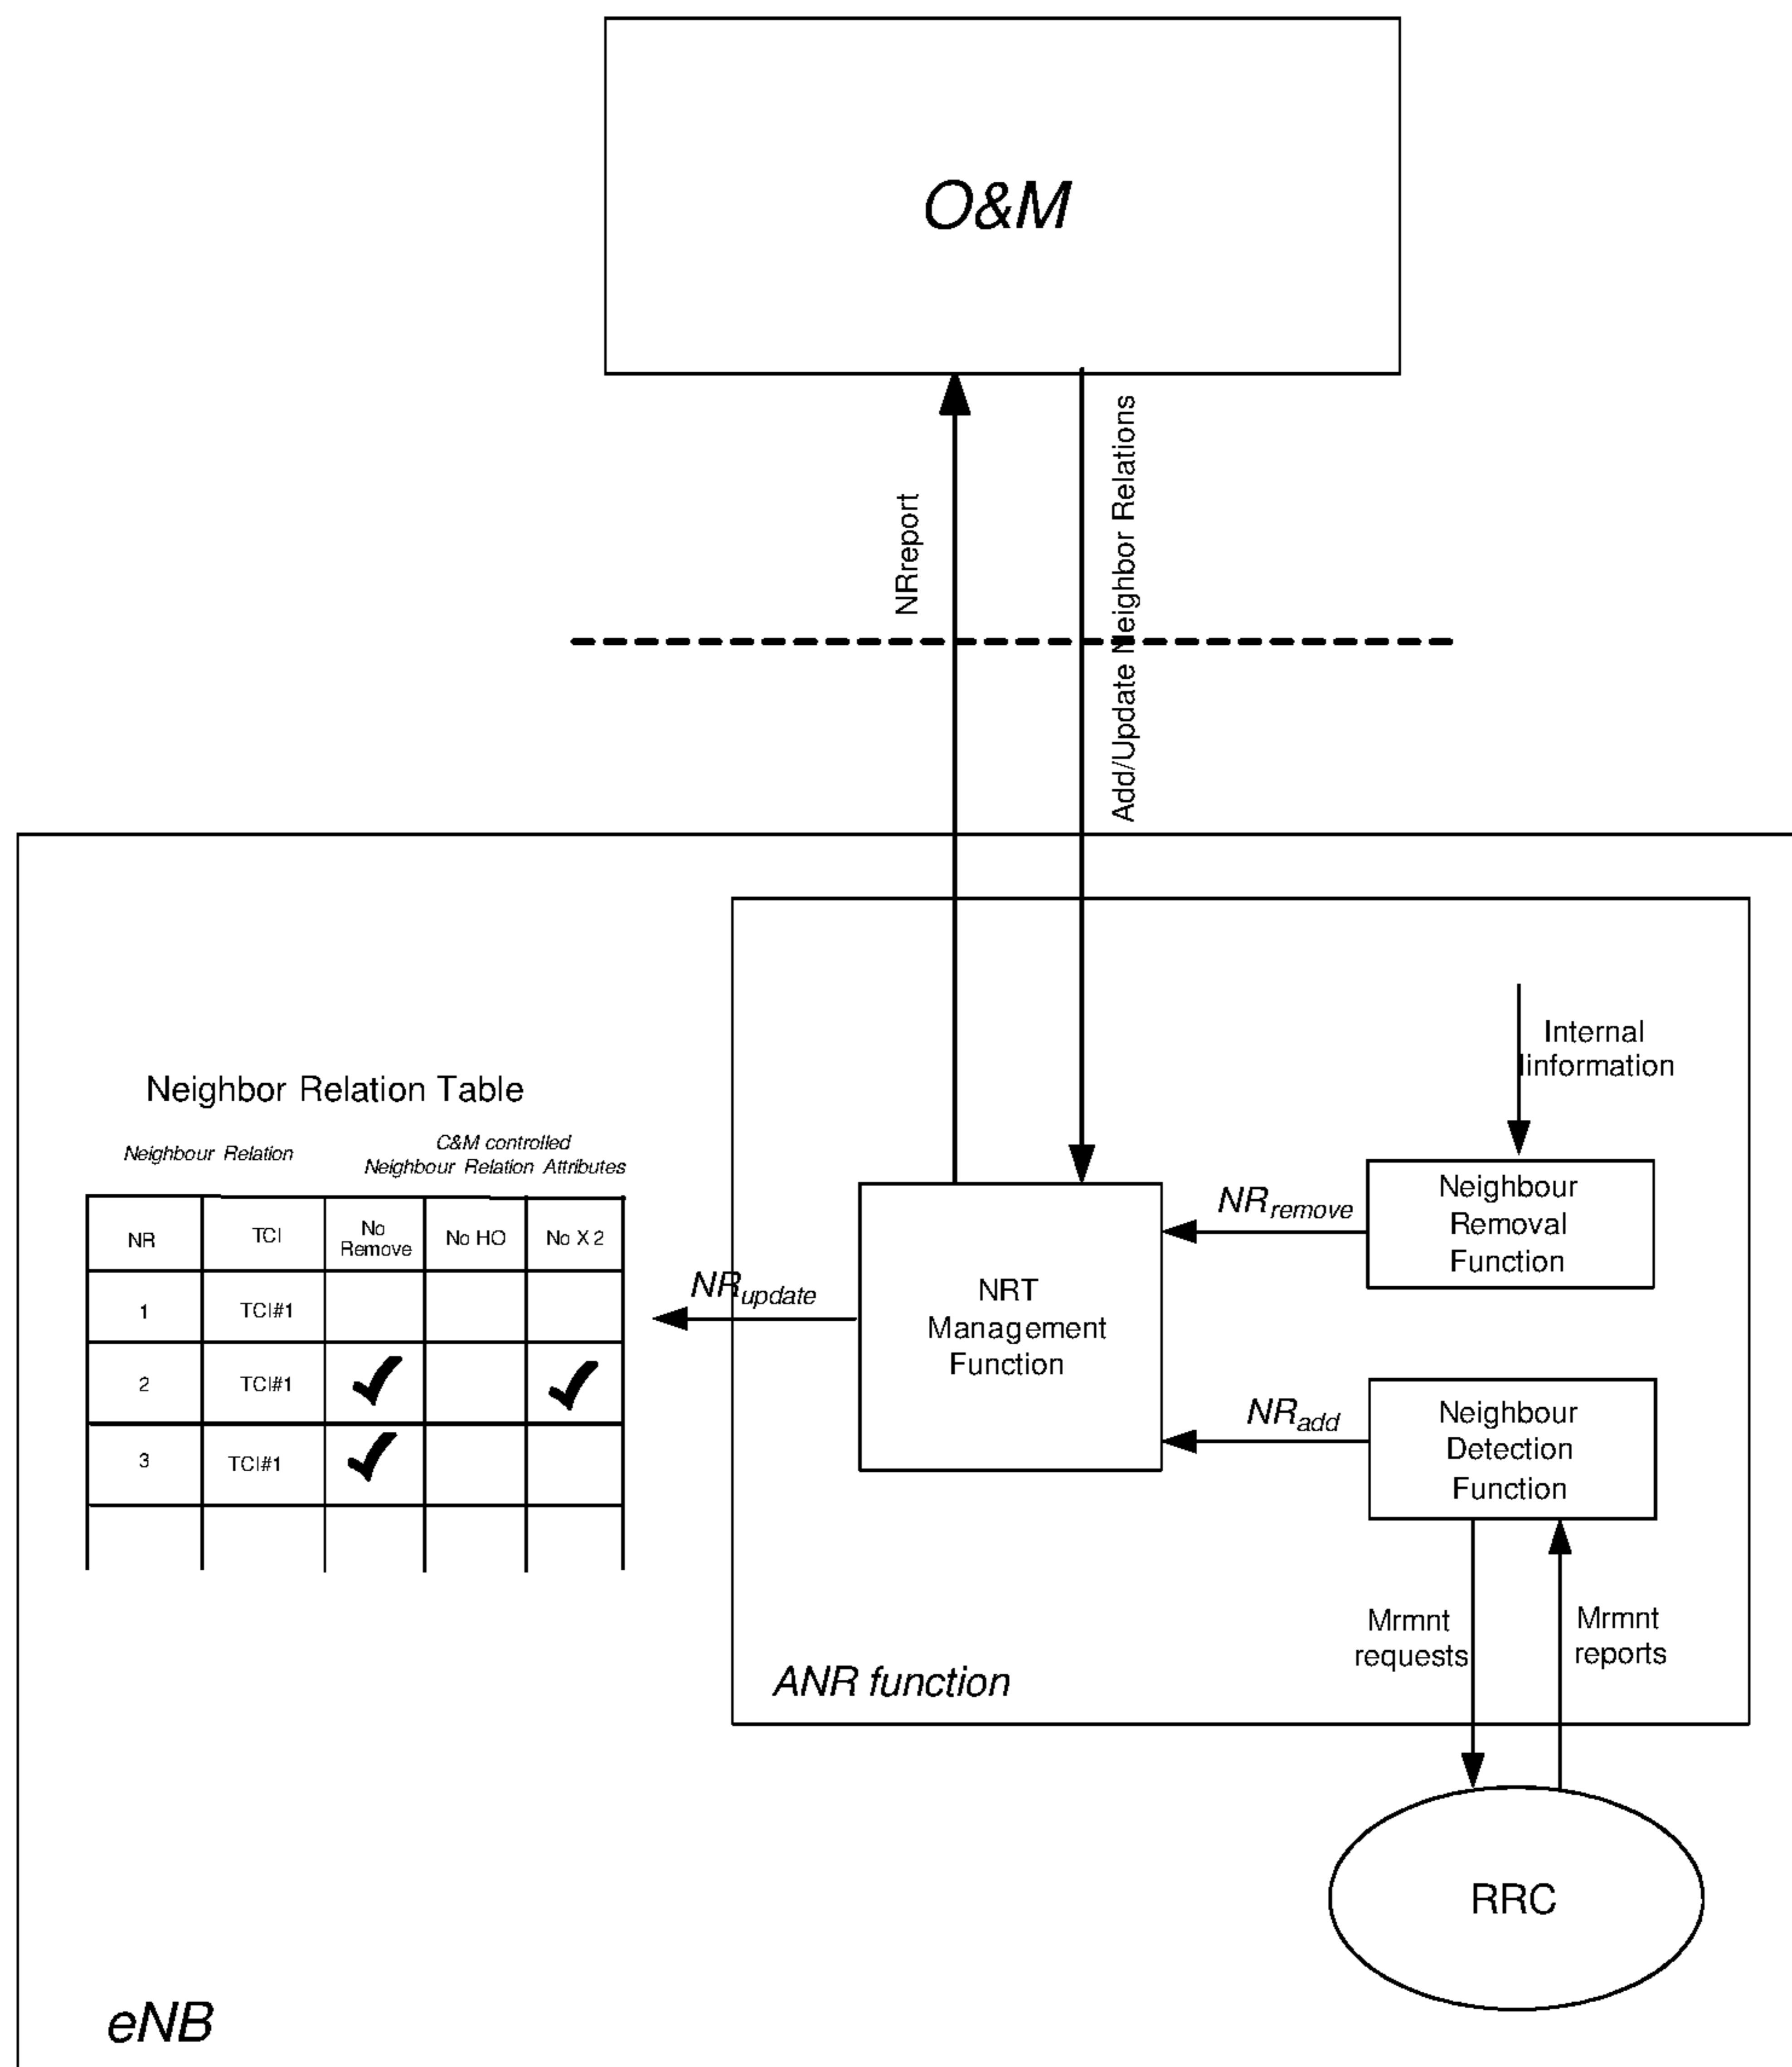 O&M
NRreport
Add/Update Neighbor Relations
Internal
Iinformation
Neighbor Relation Table
Neighbour Relation
C&M controlled
Neighbour Relation Attributes
NR TCI No Remove No HO No X 2
1 TCI#1
2 TCI#1
3 TCI#1
NRupdate
NRT
Management
Function
NRremove
Neighbour
Removal
Function
NRadd
Neighbour
Detection
Function
Mrmnt
requests
Mrmnt
reports
ANR function
RRC
eNB